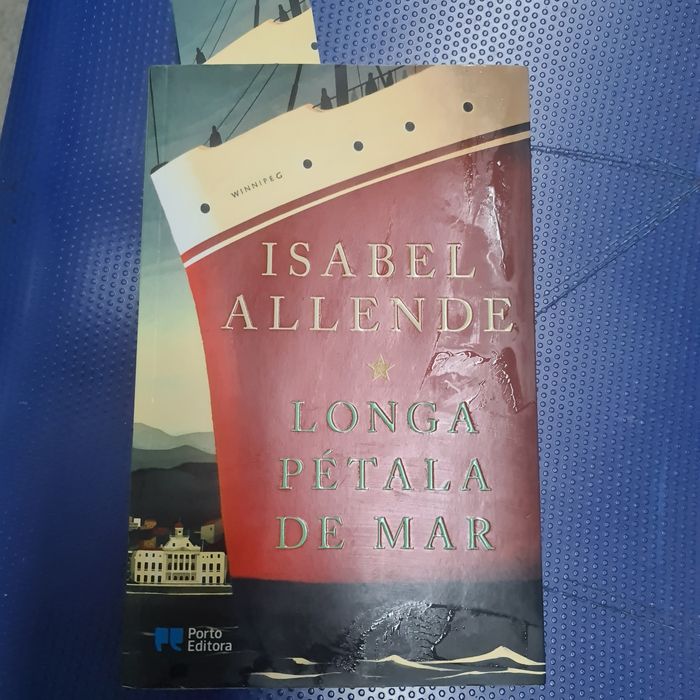 WINNIPEG
ISABEL
ALLENDE
LONGA
PÉTALA
DE MAR
Porto
Editora